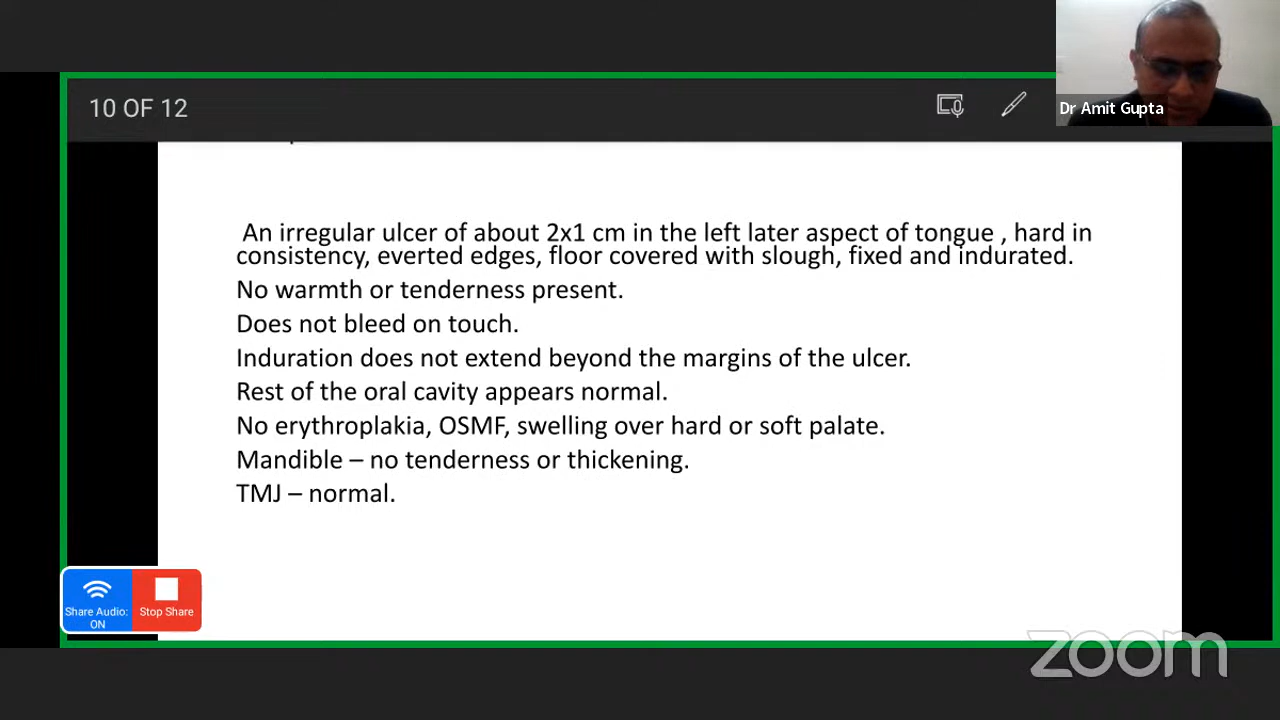 10 OF 12
Dr Amit Gupta
An irregular ulcer of about 2x1 cm in the left later aspect of tongue , hard in
consistency, everted edges, floor covered with slough, fixed and indurated.
No warmth or tenderness present.
Does not bleed on touch.
Induration does not extend beyond the margins of the ulcer.
Rest of the oral cavity appears normal.
No erythroplakia, OSMF, swelling over hard or soft palate.
Mandible – no tenderness or thickening.
TMJ – normal.
Share Audio:
ON
Stop Share
zoom